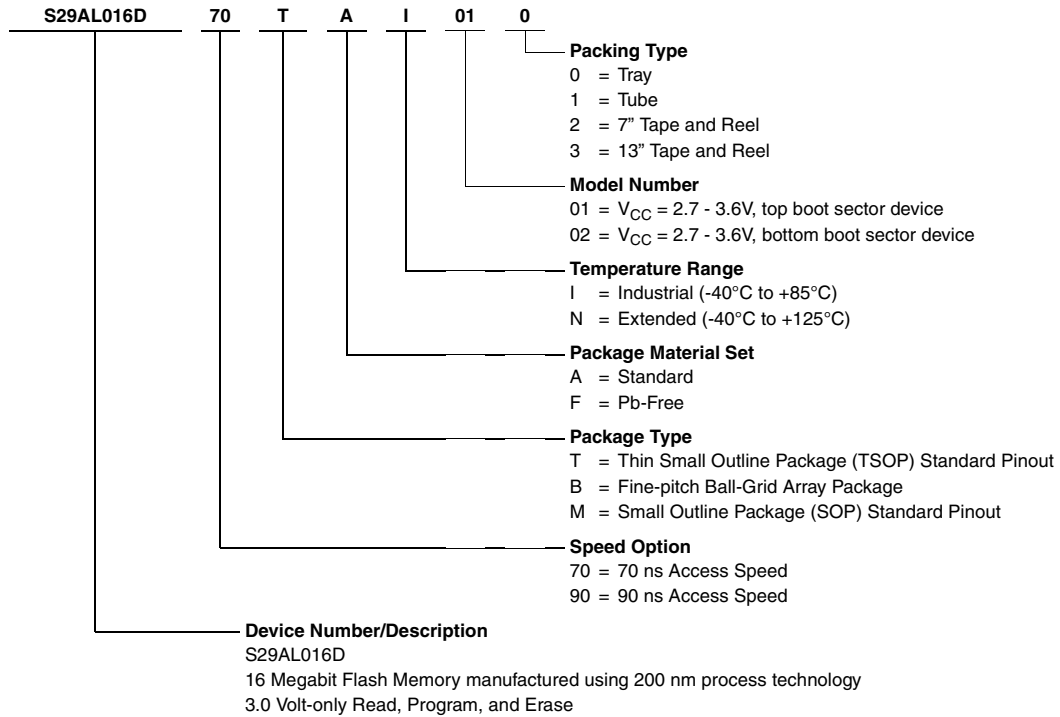 S29AL016D 70 T A I 01 0
Packing Type
0 = Tray
1 = Tube
2 = 7” Tape and Reel
3 = 13” Tape and Reel
Model Number
01 = VCC = 2.7 - 3.6V, top boot sector device
02 = VCC = 2.7 - 3.6V, bottom boot sector device
Temperature Range
I = Industrial (-40°C to +85°C)
N = Extended (-40°C to +125°C)
Package Material Set
A = Standard
F = Pb-Free
Package Type
T = Thin Small Outline Package (TSOP) Standard Pinout
B = Fine-pitch Ball-Grid Array Package
M = Small Outline Package (SOP) Standard Pinout
Speed Option
70 = 70 ns Access Speed
90 = 90 ns Access Speed
Device Number/Description
S29AL016D
16 Megabit Flash Memory manufactured using 200 nm process technology
3.0 Volt-only Read, Program, and Erase